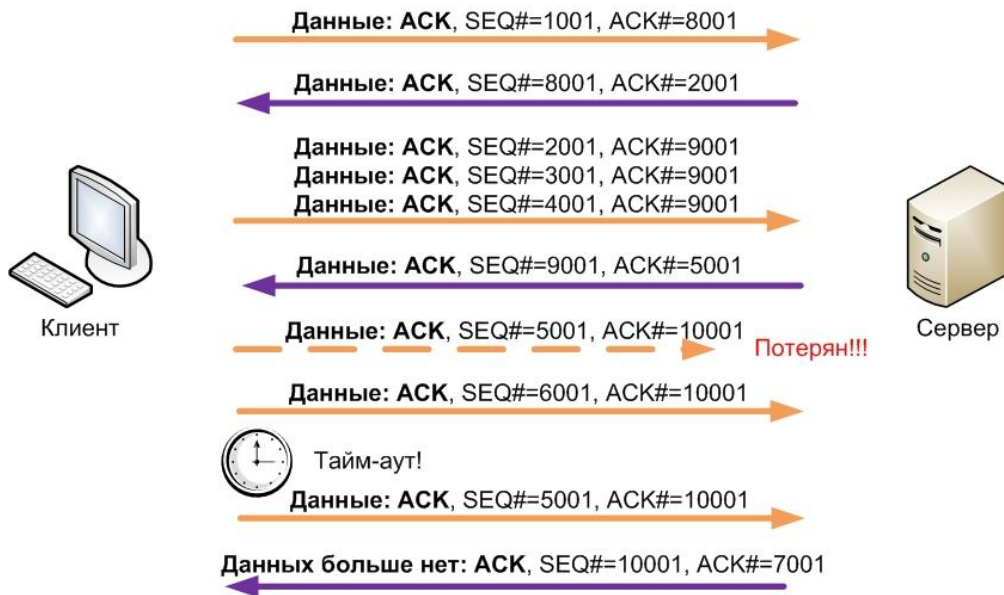 Данные: ACK, SEQ#=1001, ACK#=8001
Данные: ACK, SEQ#=8001, ACK#=2001
Данные: ACK, SEQ#=2001, ACK#=9001
Данные: ACK, SEQ#=3001, ACK#=9001
Данные: ACK, SEQ#=4001, ACK#=9001
Данные: ACK, SEQ#=9001, ACK#=5001
Клиент
Сервер
Данные: ACK, SEQ#=5001, ACK#=10001
Потерян!!!
Данные: ACK, SEQ#=6001, ACK#=10001
Тайм-аут!
Данные: ACK, SEQ#=5001, ACK#=10001
Данных больше нет: ACK, SEQ#=10001, ACK#=7001